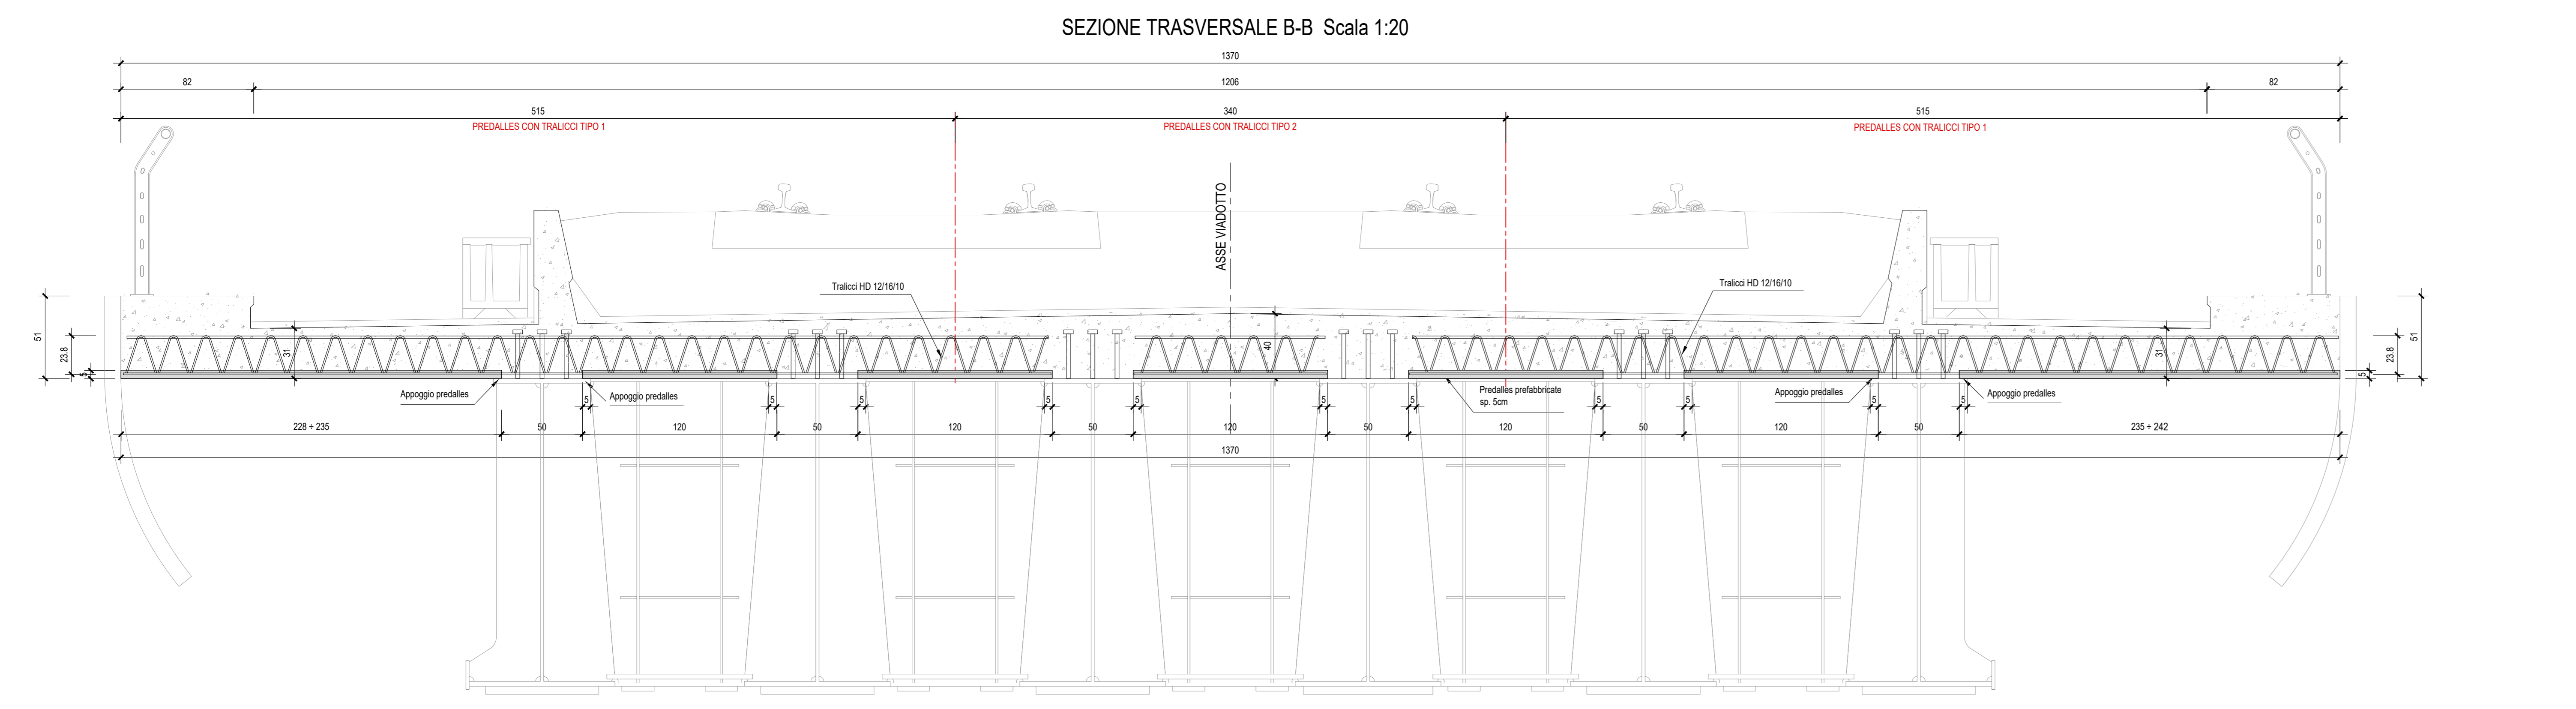 SEZIONE TRASVERSALE B-B  Scala 1:20
1370
82
1206
82
515
340
515
PREDALLES CON TRALICCI TIPO 1
PREDALLES CON TRALICCI TIPO 2
PREDALLES CON TRALICCI TIPO 1
ASSE VIADOTTO
Tralicci HD 12/16/10
Tralicci HD 12/16/10
51
23.8
5
31
40
31
5
23.8
51
Appoggio predalles
Appoggio predalles
Predalles prefabbricate
sp. 5cm
Appoggio predalles
Appoggio predalles
5
5
5
5
5
5
5
5
5
5
5
228 ÷ 235
50
120
50
120
50
120
50
120
50
120
50
235 ÷ 242
1370